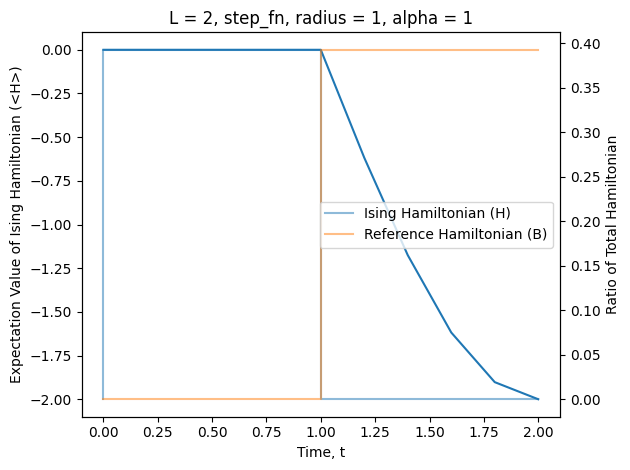 L = 2, step_fn, radius = 1, alpha = 1
Expectation Value of Ising Hamiltonian (<H>)
0.00
−0.25
−0.50
−0.75
−1.00
−1.25
−1.50
−1.75
−2.00
Ising Hamiltonian (H)
Reference Hamiltonian (B)
0.40
0.35
0.30
0.25
0.20
0.15
0.10
0.05
0.00
Ratio of Total Hamiltonian
0.00 0.25 0.50 0.75 1.00 1.25 1.50 1.75 2.00
Time, t